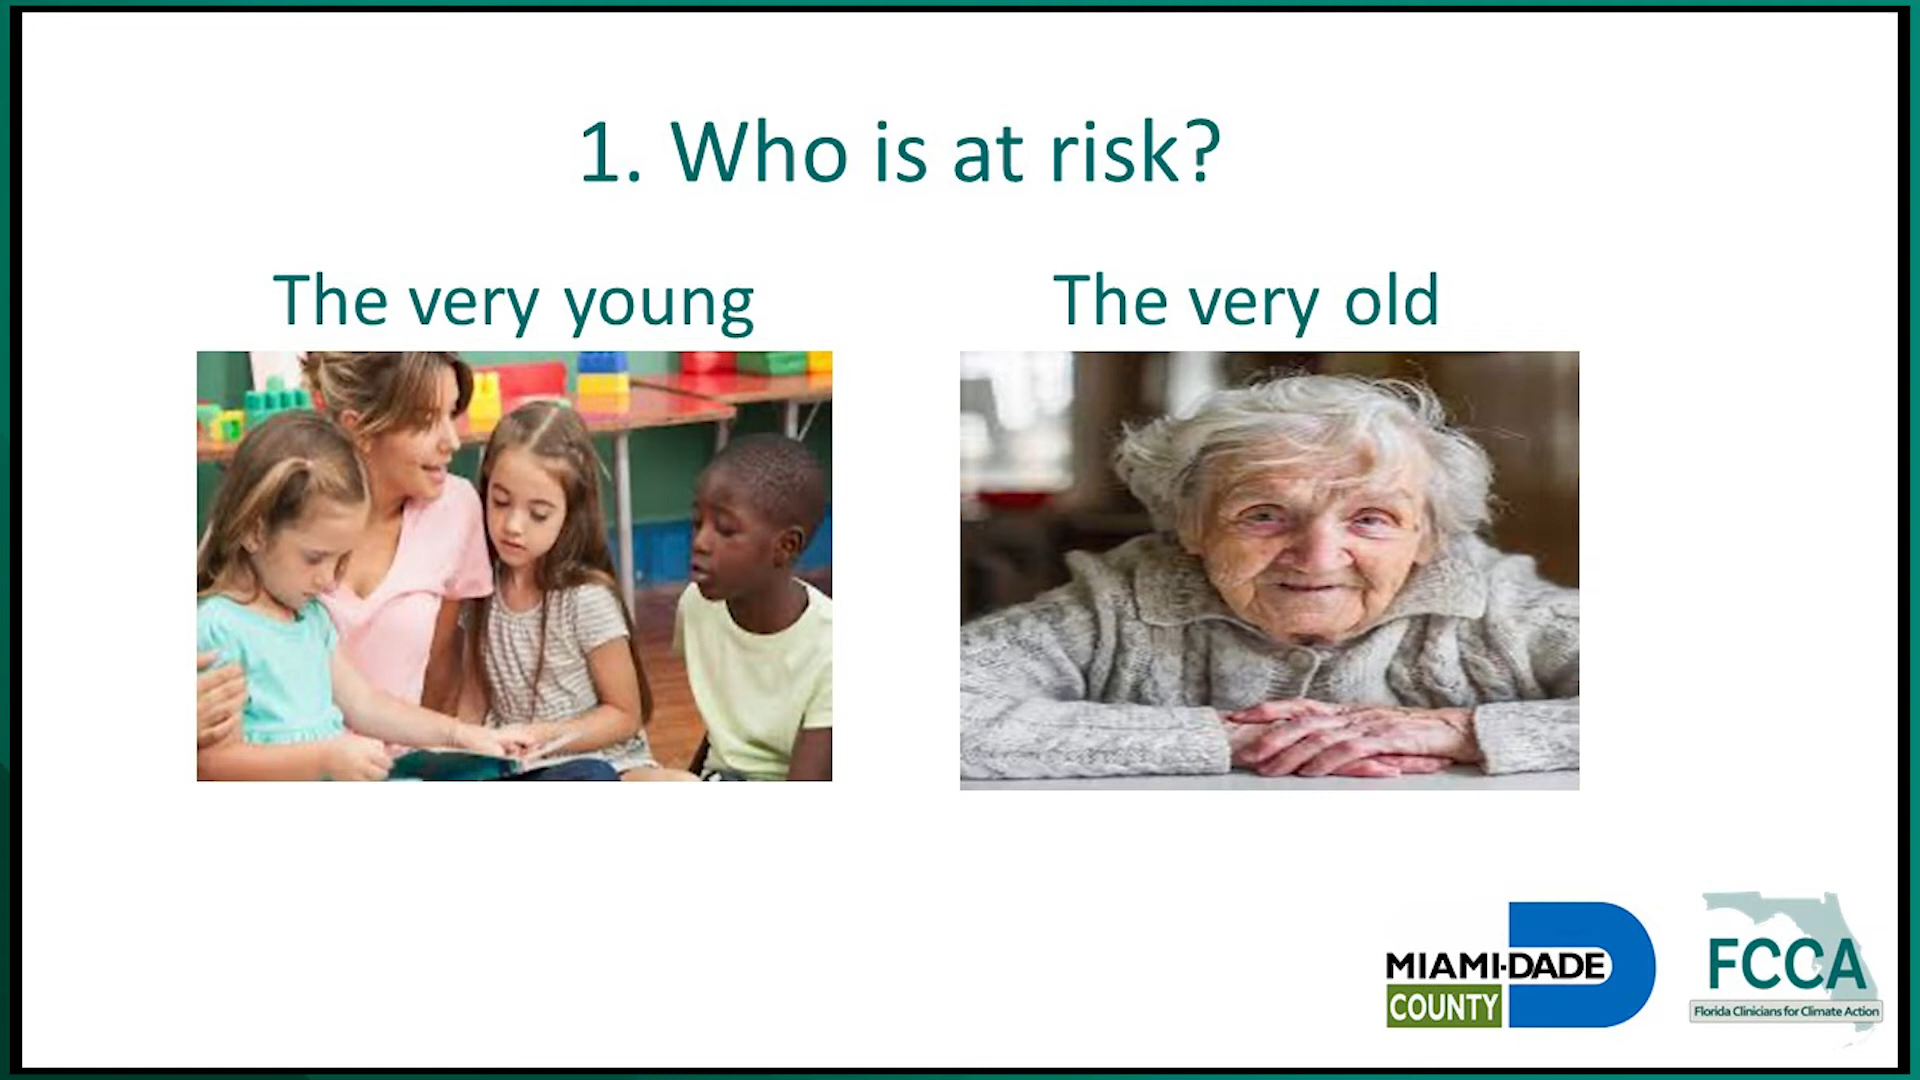 1. Who is at risk?
The very young
The very old
MIAMI-DADE
COUNTY
FCCA
Florida Clinicians for Climate Action